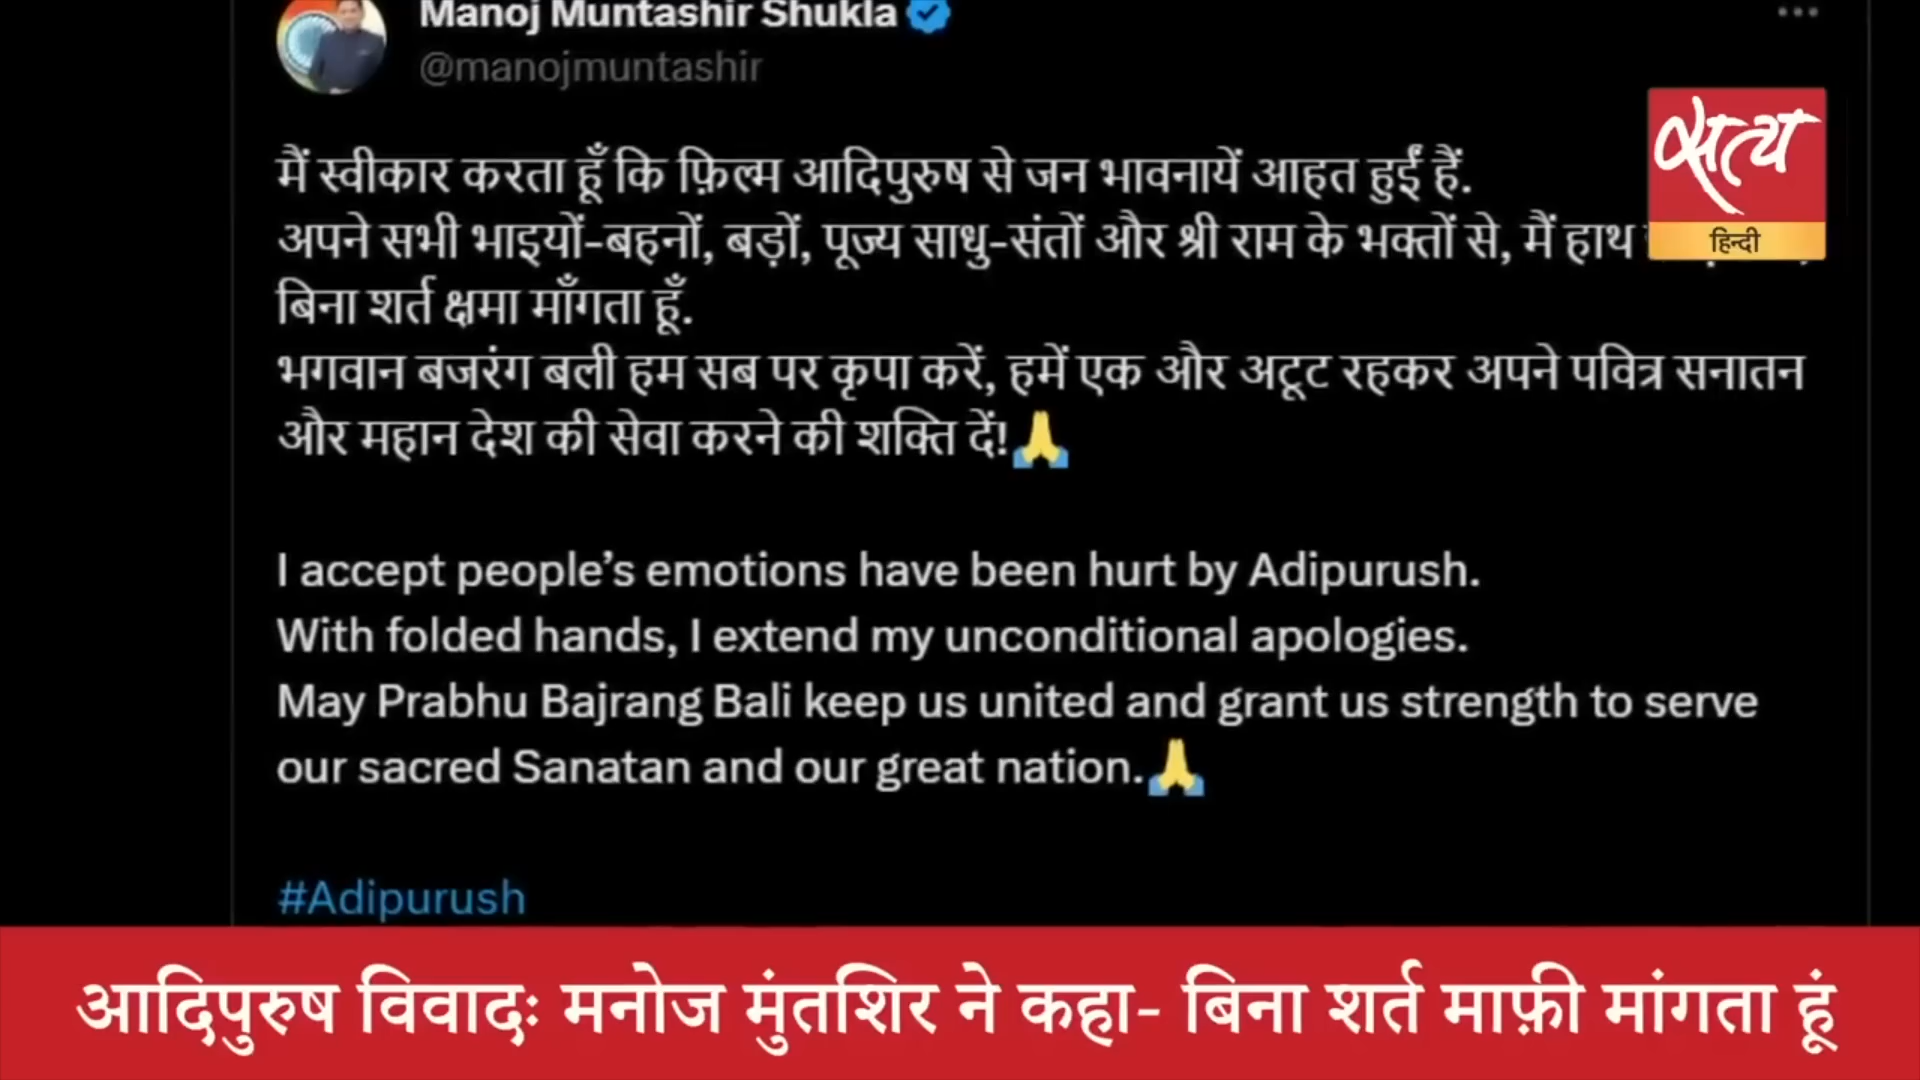 Manoj Muntashir Shukla
@manojmuntashir
मैं स्वीकार करता हूँ कि फ़िल्म आदिपुरुष से जन भावनायें आहत हुईं हैं.
अपने सभी भाइयों-बहनों, बड़ों, पूज्य साधु-संतों और श्री राम के भक्तों से, मैं हाथ
बिना शर्त क्षमा माँगता हूँ.
भगवान बजरंग बली हम सब पर कृपा करें, हमें एक और अटूट रहकर अपने पवित्र सनातन
और महान देश की सेवा करने की शक्ति दें!🙏
I accept people’s emotions have been hurt by Adipurush.
With folded hands, I extend my unconditional apologies.
May Prabhu Bajrang Bali keep us united and grant us strength to serve
our sacred Sanatan and our great nation.🙏
#Adipurush
सत्य
हिन्दी
आदिपुरुष विवादः मनोज मुंतशिर ने कहा- बिना शर्त माफ़ी मांगता हूं